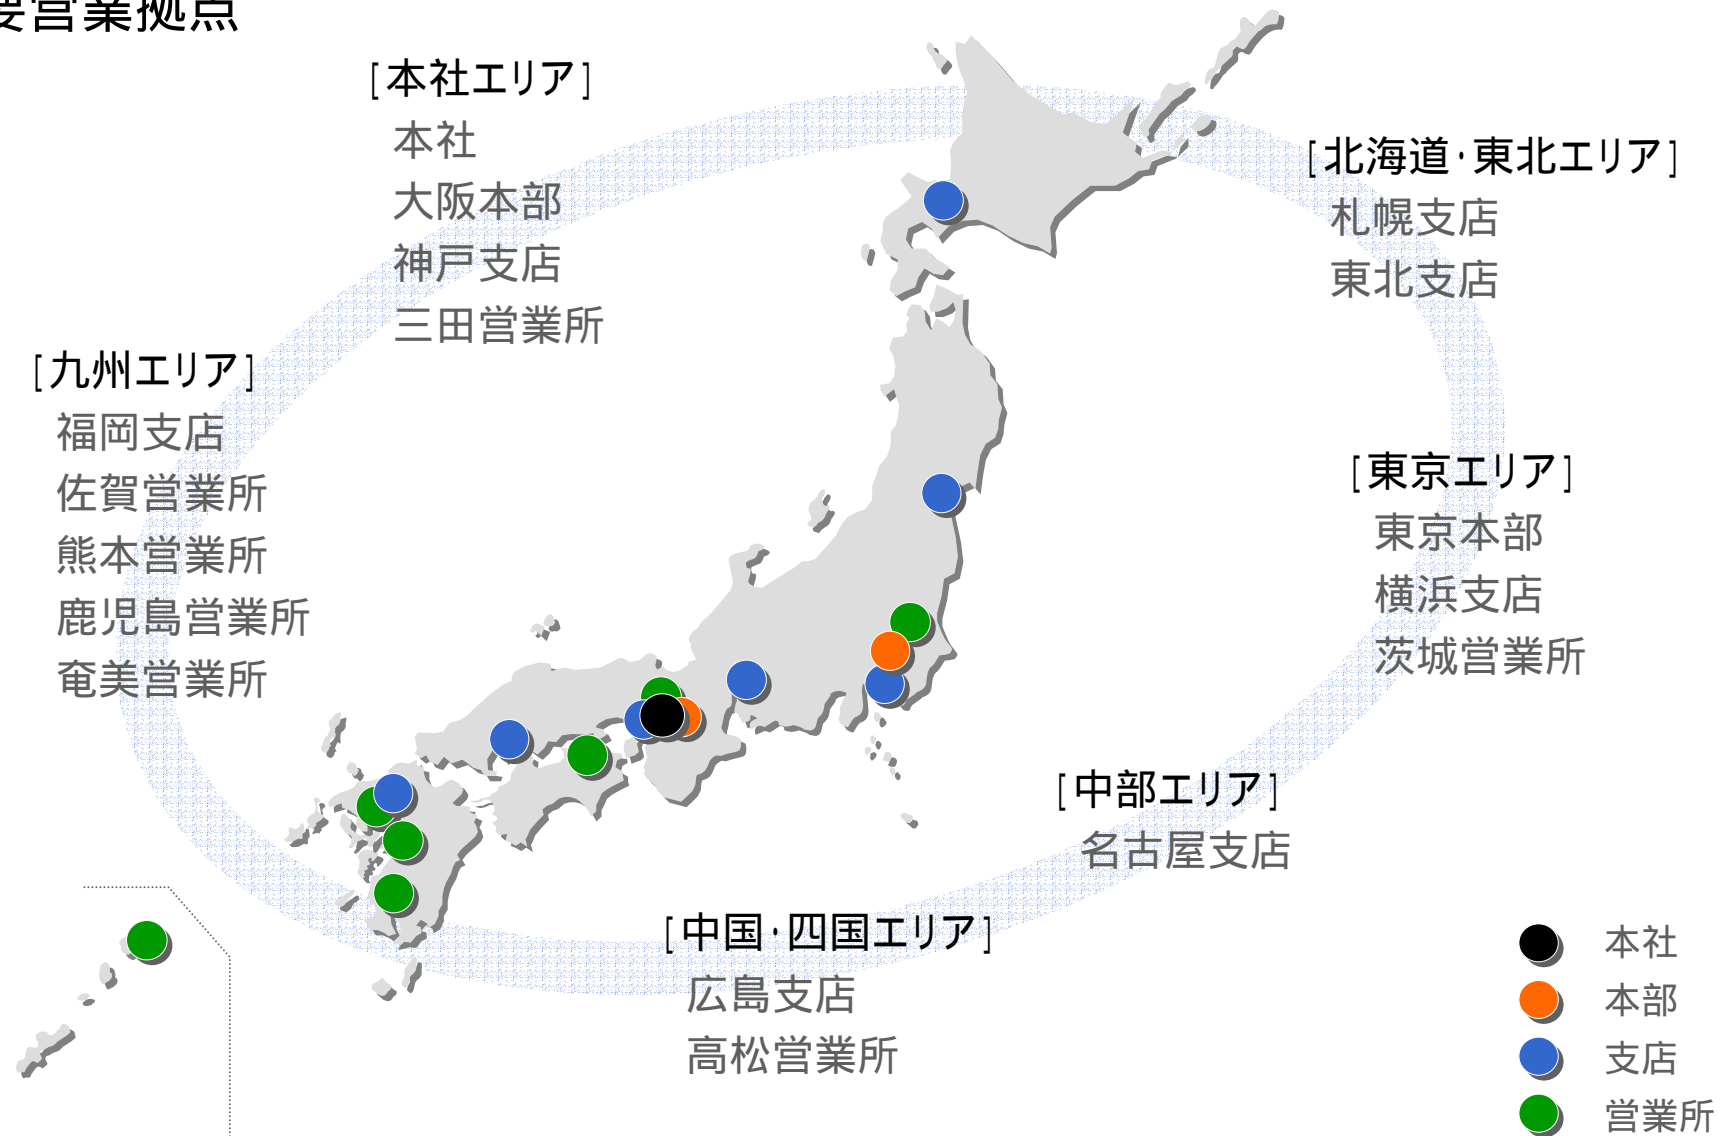 要営業拠点
[本社エリア]
本社
大阪本部
神戸支店
三田営業所
[北海道・東北エリア]
札幌支店
東北支店
[九州エリア]
福岡支店
佐賀営業所
熊本営業所
鹿児島営業所
奄美営業所
[東京エリア]
東京本部
横浜支店
茨城営業所
[中部エリア]
名古屋支店
[中国・四国エリア]
広島支店
高松営業所
本社
本部
支店
営業所